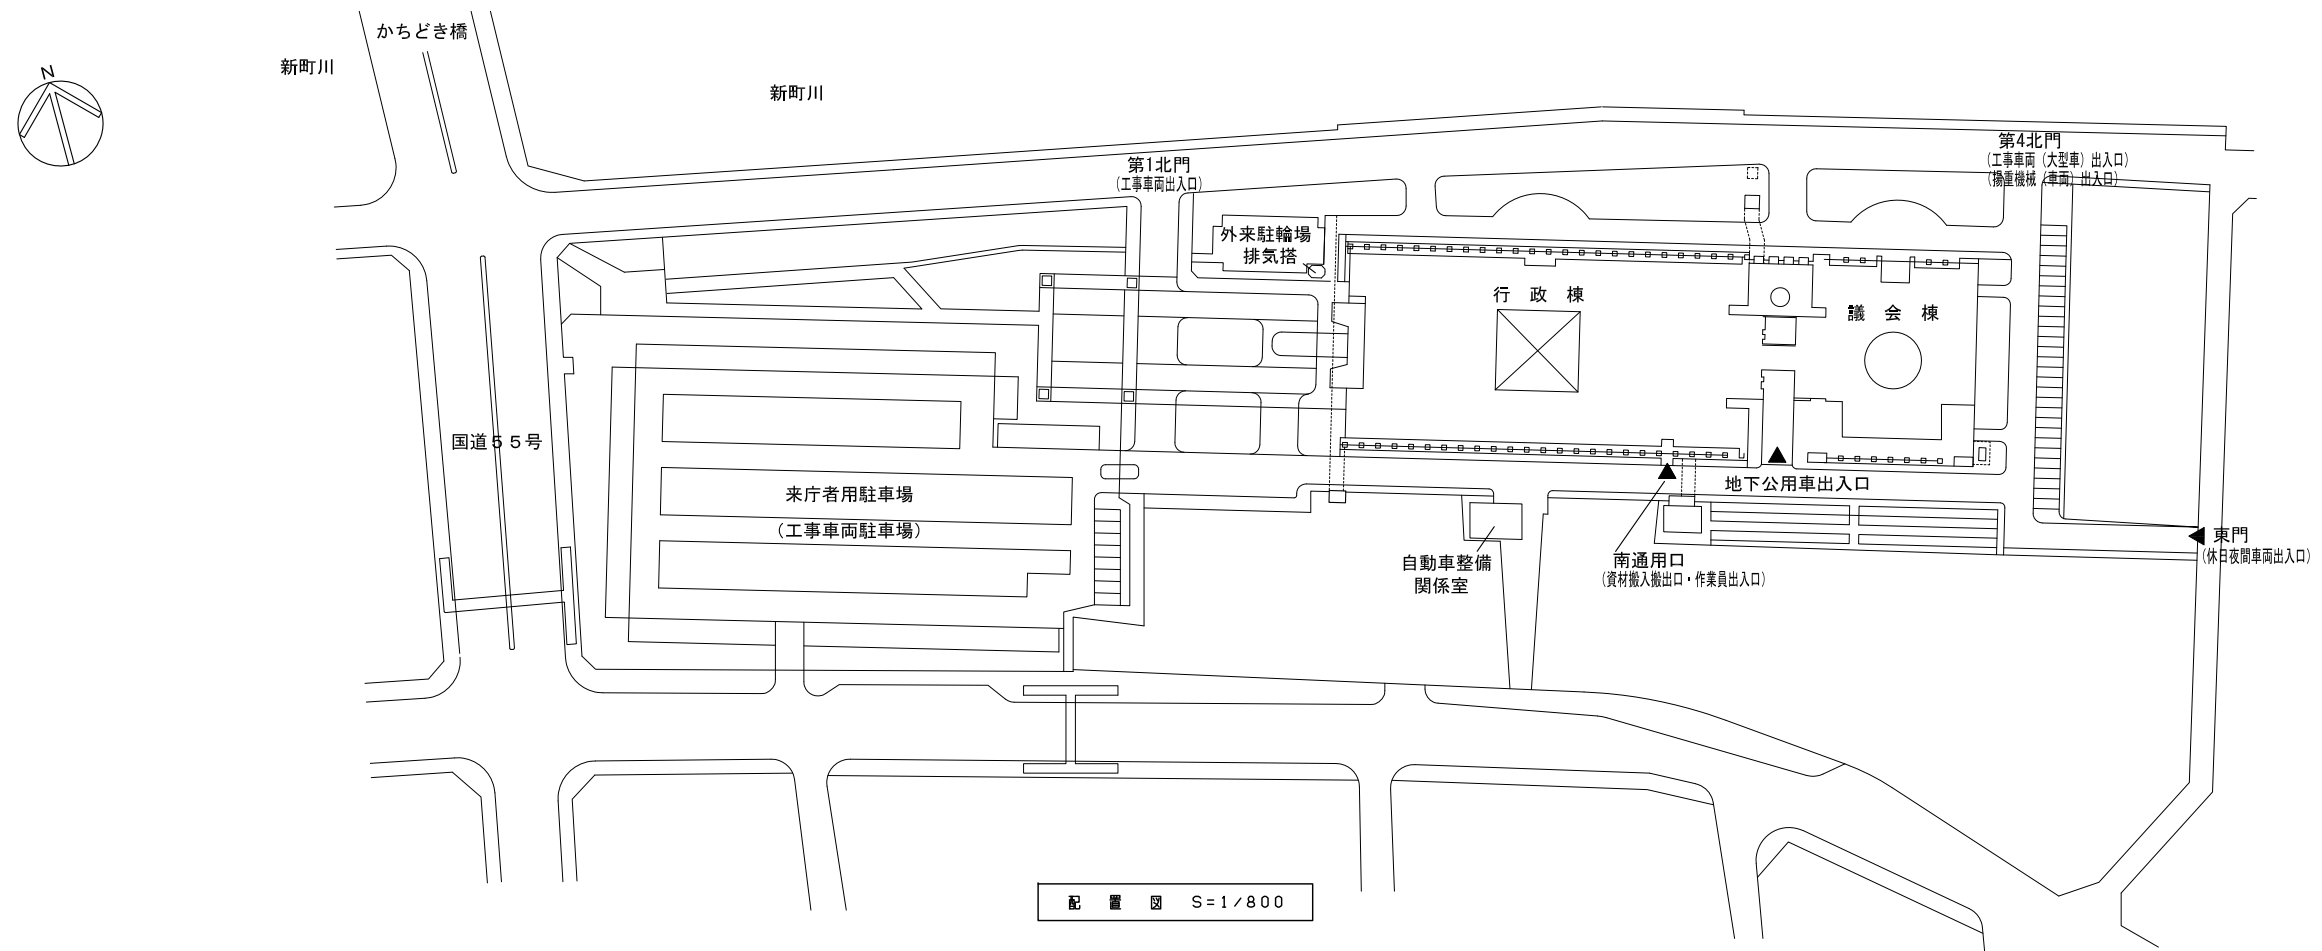 かちどき橋
N
新町川
新町川
第1北門
(工事車両出入口)
第4北門
(工事車両(大型車)出入口)
(揚重機械(車両)出入口)
外来駐輪場
排気塔
行 政 棟
議 会 棟
国道55号
来庁者用駐車場
(工事車両駐車場)
地下公用車出入口
自動車整備
関係室
南通用口
(資材搬入搬出口・作業員出入口)
東門
(休日夜間車両出入口)
配 置 図 S=1/800